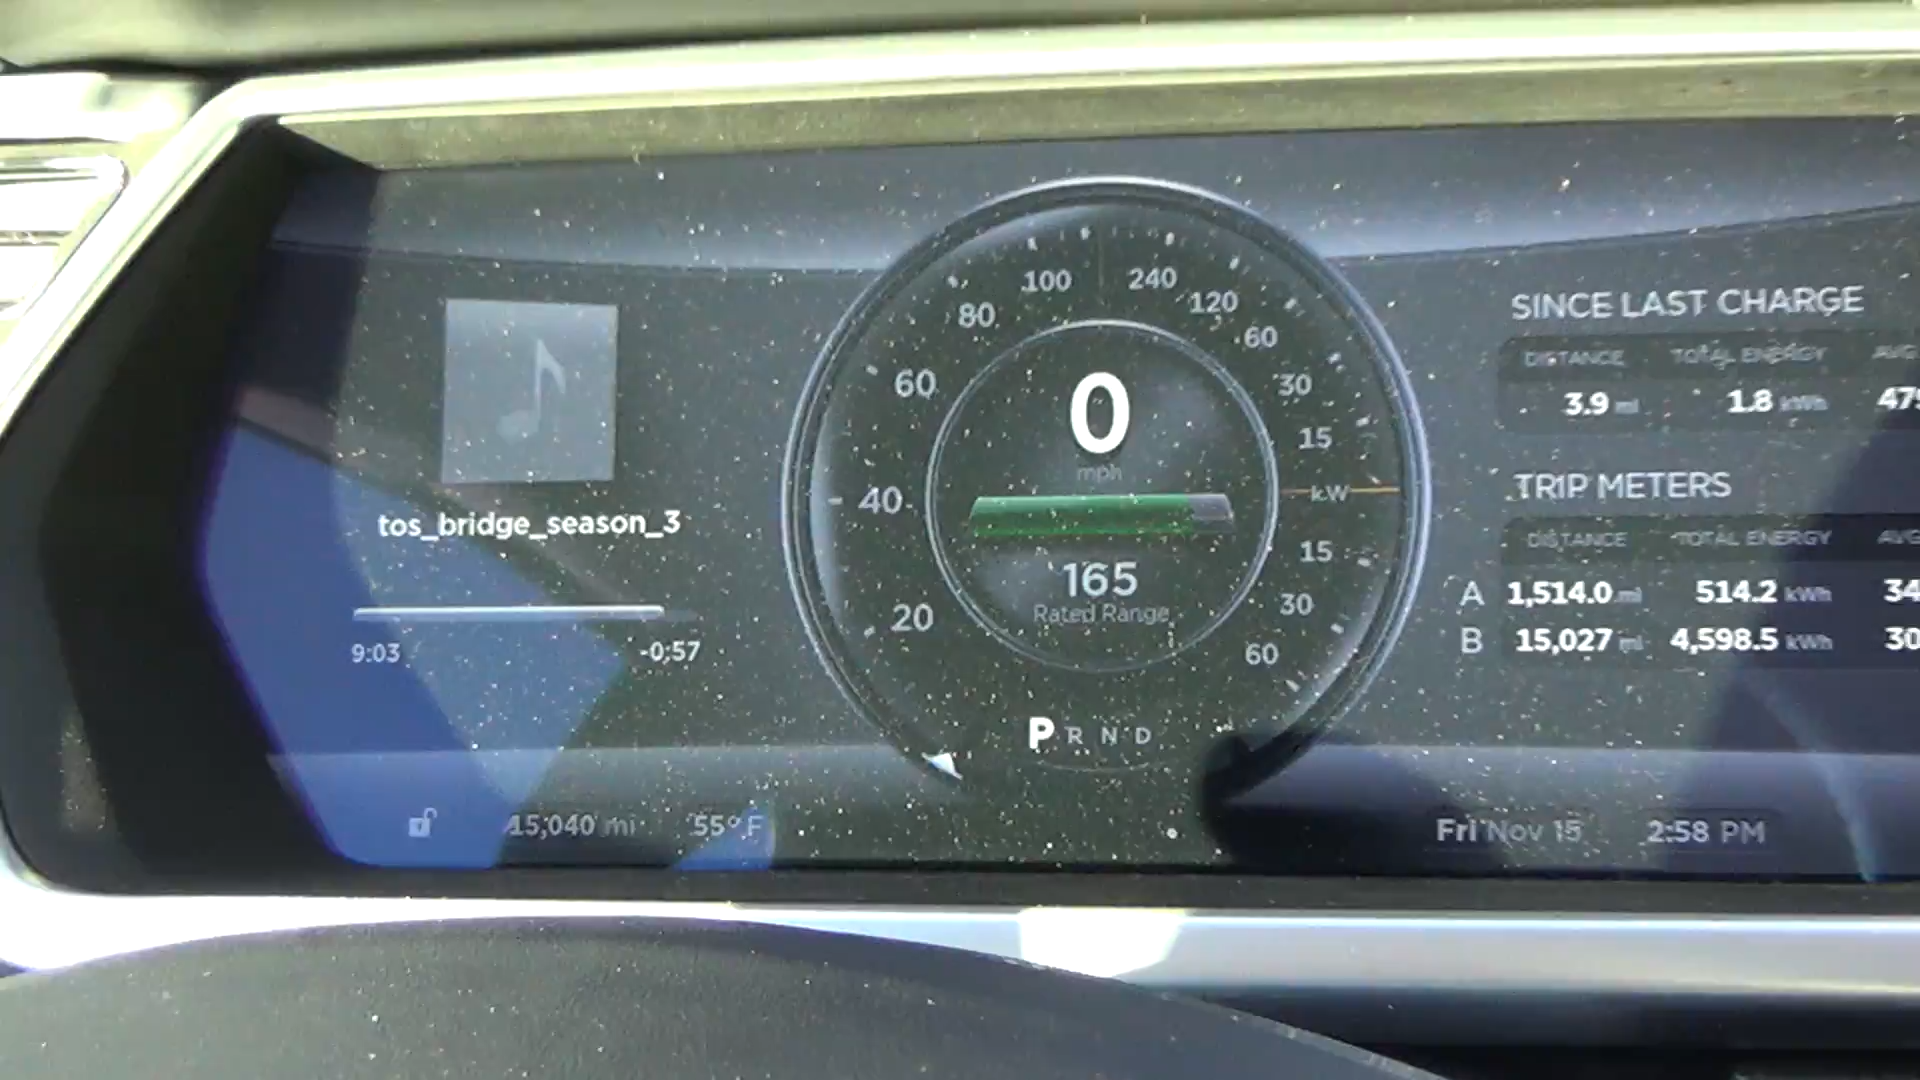 tos_bridge_season_3
9:03 -0:57
100 240
80 120
60 60
30
0 15
mph
40 kW
165 15
Rated Range
20 30
60
P R N D
15,040 mi 55° F
SINCE LAST CHARGE
DISTANCE TOTAL ENERGY AVG
3.9 mi 1.8 kWh 475
TRIP METERS
DISTANCE TOTAL ENERGY AVG
A 1,514.0 mi 514.2 kWh 34
B 15,027 mi 4,598.5 kWh 30
Fri Nov 15 2:58 PM